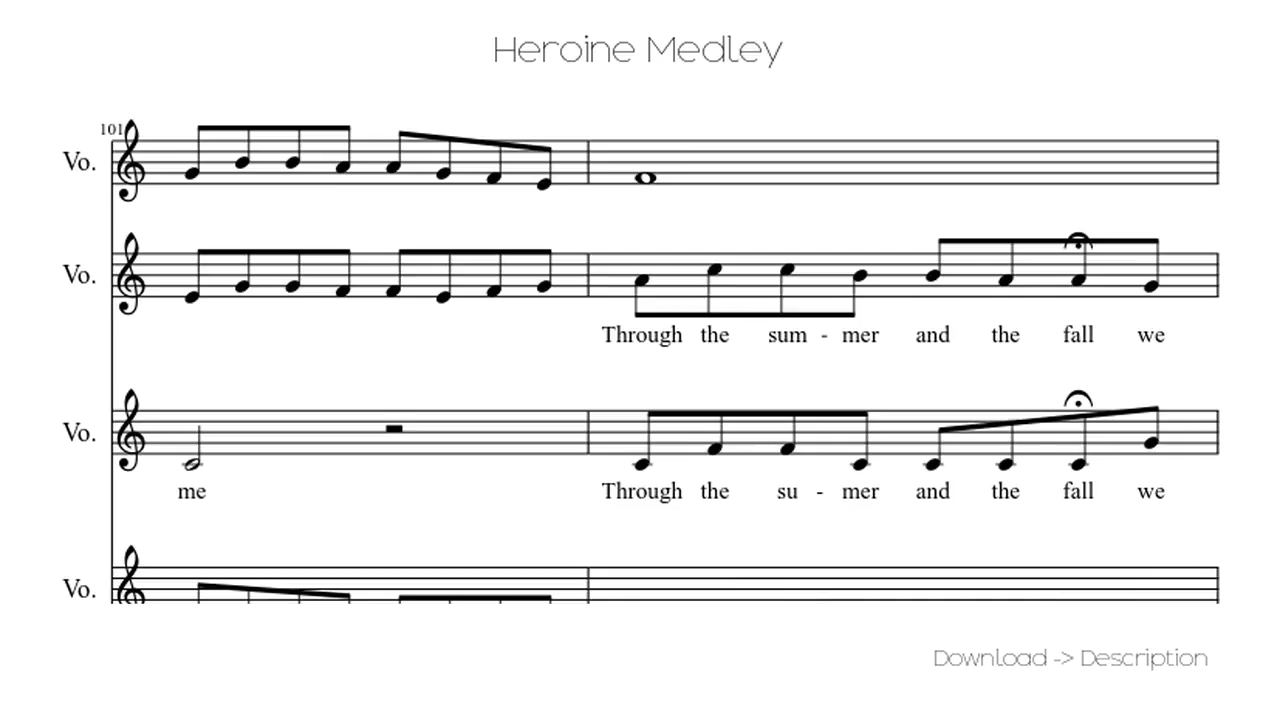 Heroine Medley
101
Vo.
Vo.
Through the sum - mer and the fall we
Vo.
me Through the su - mer and the fall we
Vo.
Download -> Description